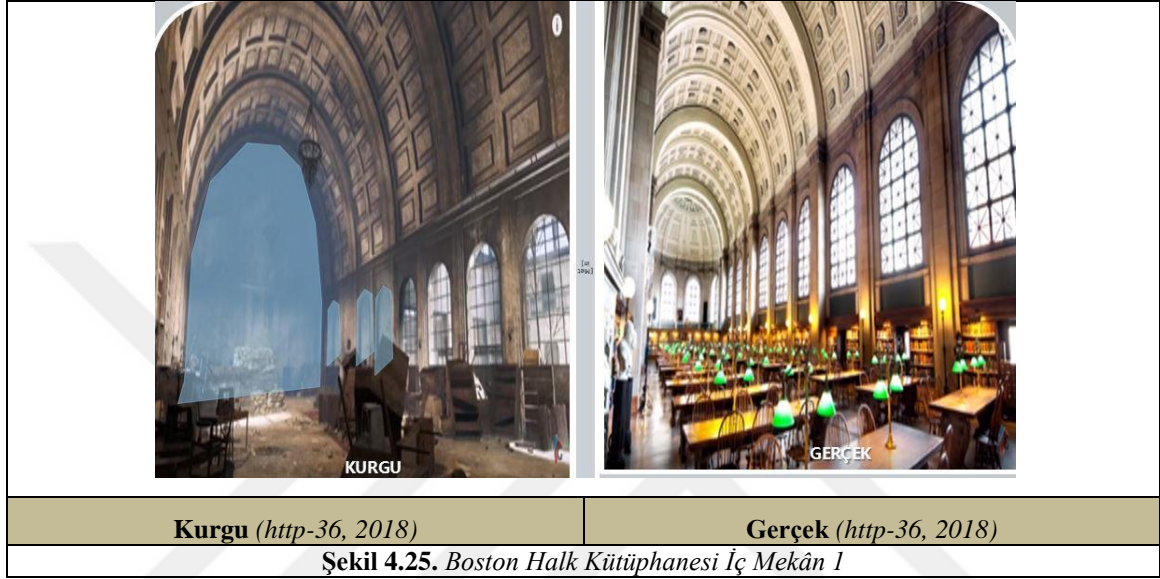 KURGU
GERÇEK
Kurgu (http-36, 2018)
Gerçek (http-36, 2018)
Şekil 4.25. Boston Halk Kütüphanesi İç Mekân 1